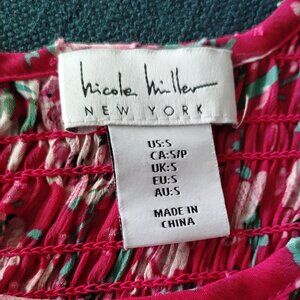 nicole miller
NEW YORK
US:S
CA:S/P
UK:S
EU:S
AU:S
MADE IN
CHINA